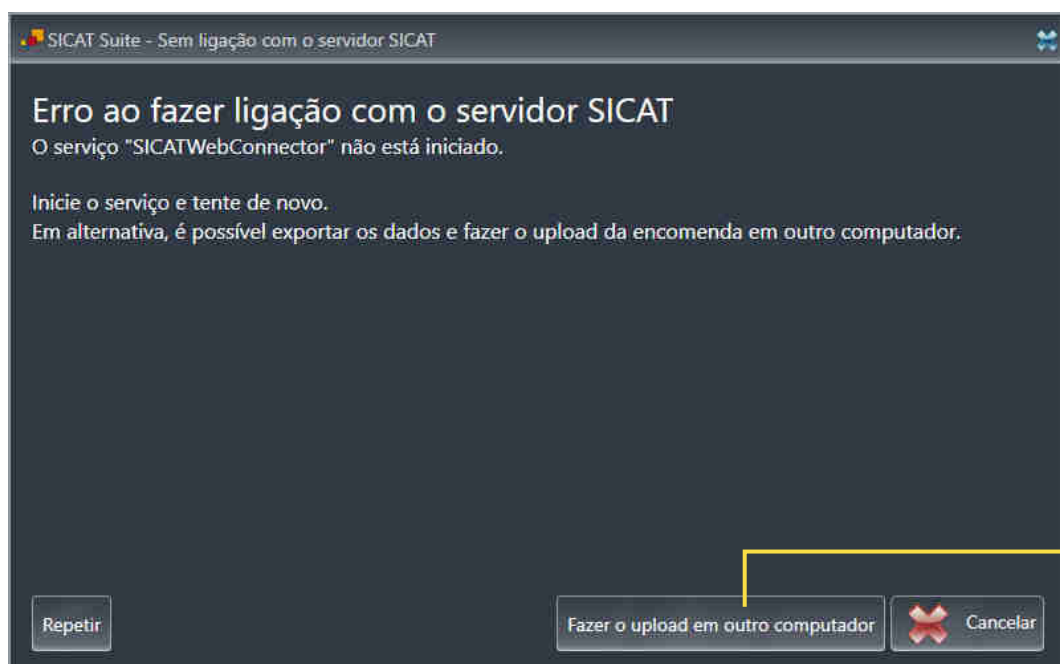 SICAT Suite - Sem ligação com o servidor SICAT
Erro ao fazer ligação com o servidor SICAT
O serviço "SICATWebConnector" não está iniciado.
Inicie o serviço e tente de novo.
Em alternativa, é possível exportar os dados e fazer o upload da encomenda em outro computador.
Repetir
Fazer o upload em outro computador
Cancelar